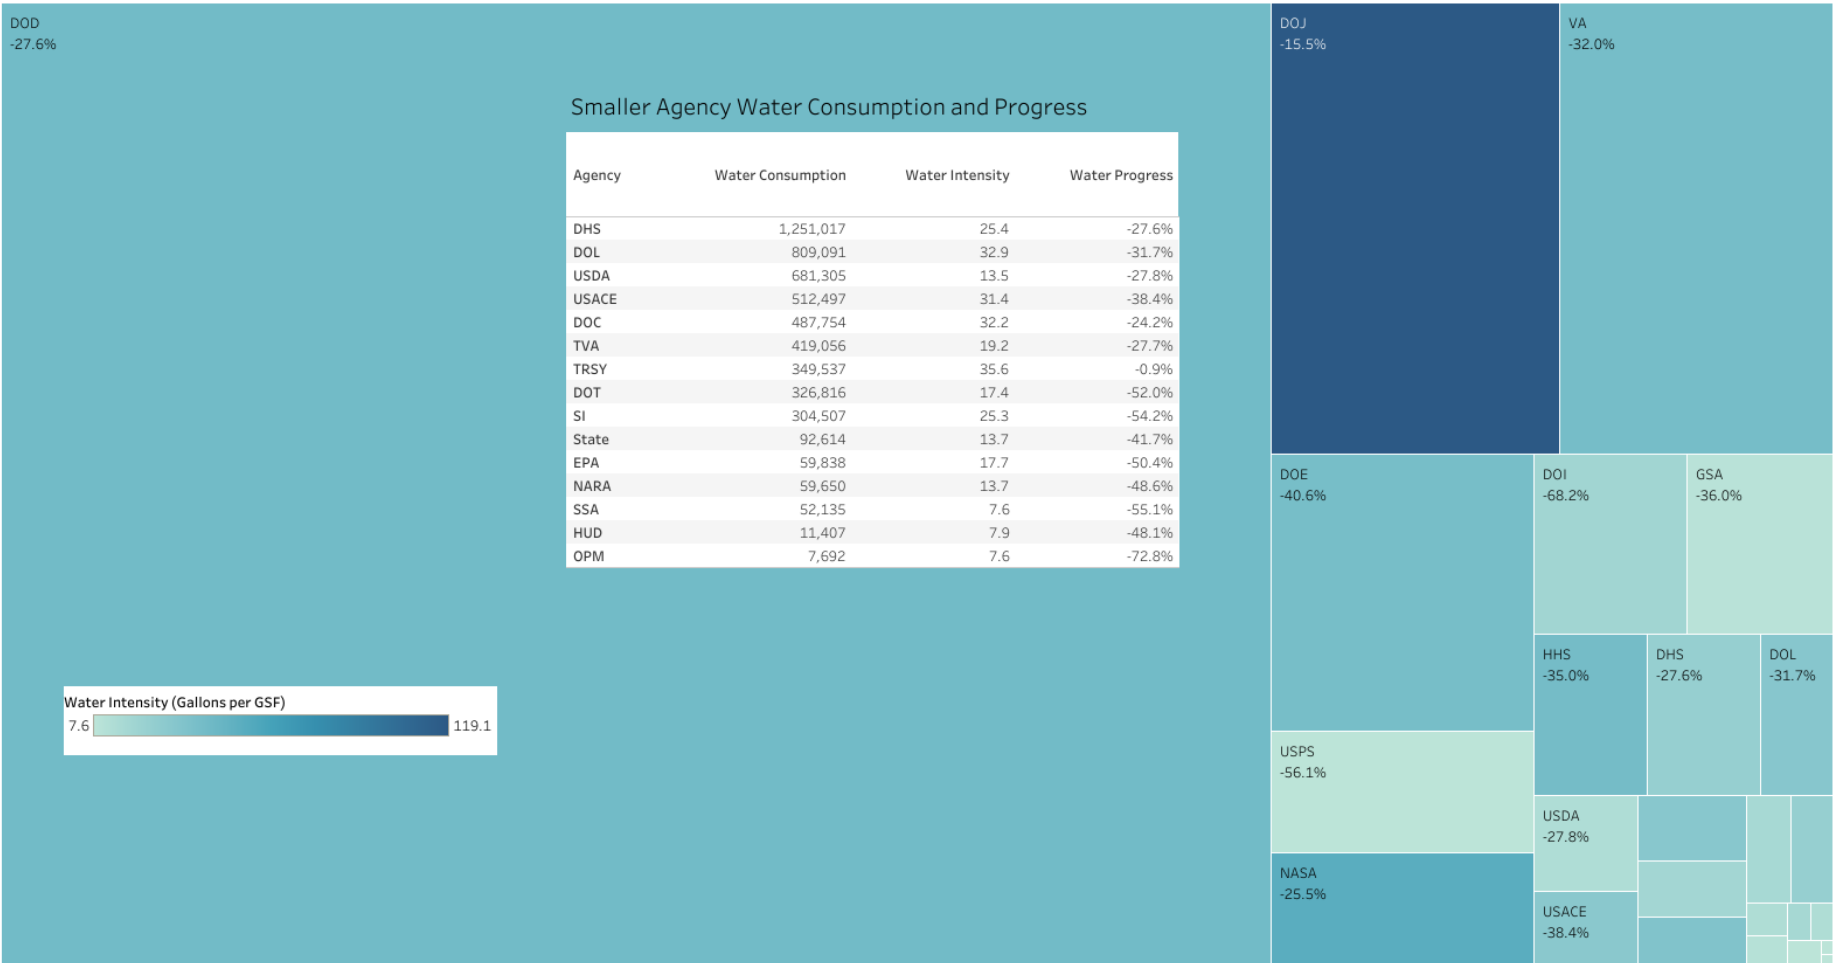 DOD
-27.6%
Smaller Agency Water Consumption and Progress
Agency Water Consumption Water Intensity Water Progress
DHS 1,251,017 25.4 -27.6%
DOL 809,091 32.9 -31.7%
USDA 681,305 13.5 -27.8%
USACE 512,497 31.4 -38.4%
DOC 487,754 32.2 -24.2%
TVA 419,056 19.2 -27.7%
TRSY 349,537 35.6 -0.9%
DOT 326,816 17.4 -52.0%
SI 304,507 25.3 -54.2%
State 92,614 13.7 -41.7%
EPA 59,838 17.7 -50.4%
NARA 59,650 13.7 -48.6%
SSA 52,135 7.6 -55.1%
HUD 11,407 7.9 -48.1%
OPM 7,692 7.6 -72.8%
Water Intensity (Gallons per GSF)
7.6 119.1
DOJ
-15.5%
VA
-32.0%
DOE
-40.6%
DOI
-68.2%
GSA
-36.0%
HHS
-35.0%
DHS
-27.6%
DOL
-31.7%
USPS
-56.1%
NASA
-25.5%
USDA
-27.8%
USACE
-38.4%